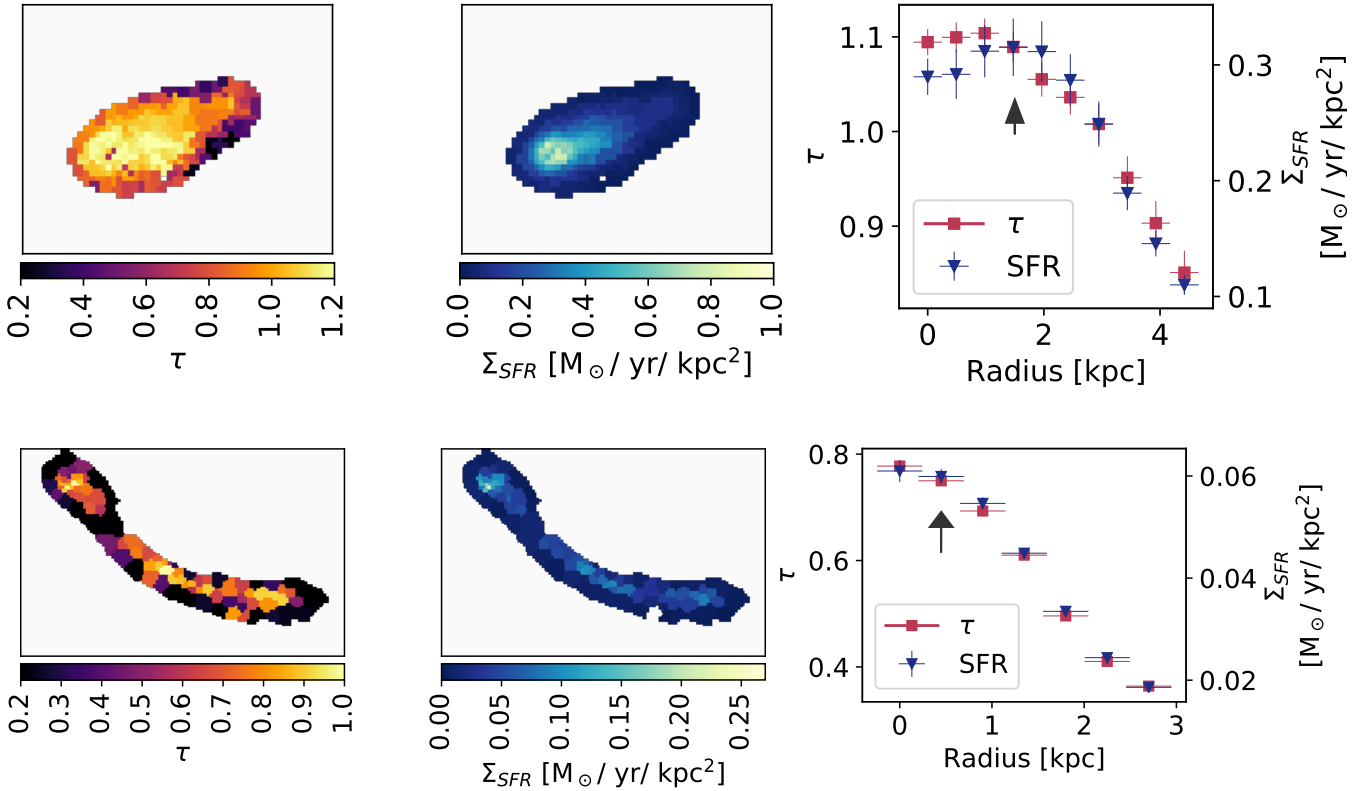 0.2 0.4 0.6 0.8 1.0 1.2
τ
0.0 0.2 0.4 0.6 0.8 1.0
Σ_SFR [M⊙/ yr/ kpc²]
1.1
1.0
0.9
τ
τ
SFR
0.3
0.2
0.1
Σ_SFR
[M⊙/ yr/ kpc²]
0 2 4
Radius [kpc]
0.2 0.3 0.4 0.5 0.6 0.7 0.8 0.9 1.0
τ
0.00 0.05 0.10 0.15 0.20 0.25
Σ_SFR [M⊙/ yr/ kpc²]
0.8
0.6
0.4
τ
τ
SFR
0.06
0.04
0.02
Σ_SFR
[M⊙/ yr/ kpc²]
0 1 2 3
Radius [kpc]